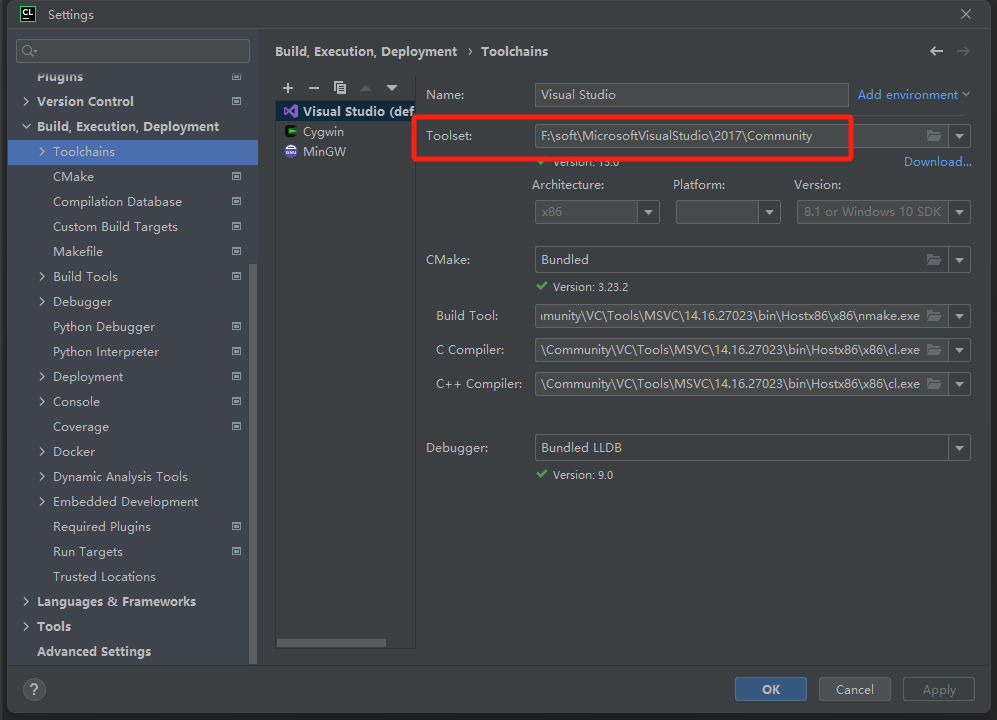 CL Settings
Plugins
Version Control
Build, Execution, Deployment
Toolchains
CMake
Compilation Database
Custom Build Targets
Makefile
Build Tools
Debugger
Python Debugger
Python Interpreter
Deployment
Console
Coverage
Docker
Dynamic Analysis Tools
Embedded Development
Required Plugins
Run Targets
Trusted Locations
Languages & Frameworks
Tools
Advanced Settings
Build, Execution, Deployment › Toolchains
Visual Studio (def
Cygwin
MinGW
Name: Visual Studio Add environment
Toolset: F:\soft\MicrosoftVisualStudio\2017\Community
Version: 15.0 Download...
Architecture: Platform: Version:
x86 8.1 or Windows 10 SDK
CMake: Bundled
Version: 3.23.2
Build Tool: munity\VC\Tools\MSVC\14.16.27023\bin\Hostx86\x86\nmake.exe
C Compiler: \Community\VC\Tools\MSVC\14.16.27023\bin\Hostx86\x86\cl.exe
C++ Compiler: \Community\VC\Tools\MSVC\14.16.27023\bin\Hostx86\x86\cl.exe
Debugger: Bundled LLDB
Version: 9.0
? OK Cancel Apply